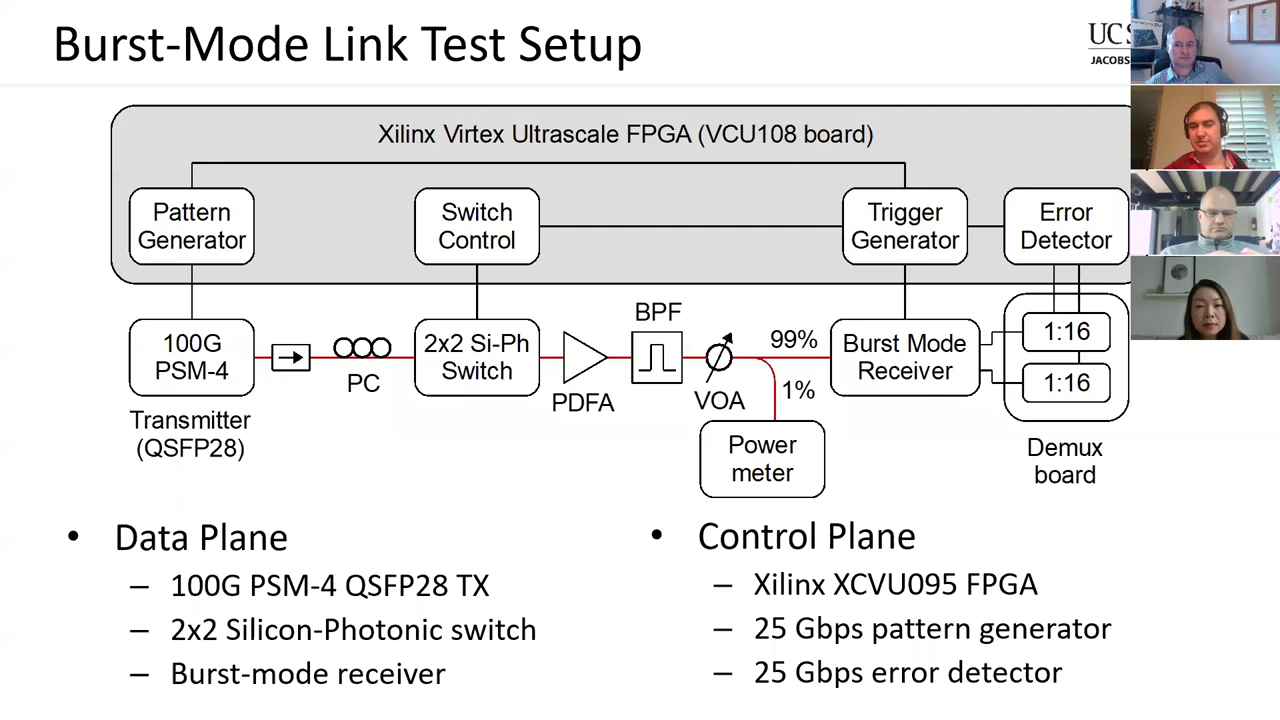 Burst-Mode Link Test Setup
UCS
JACOBS
Xilinx Virtex Ultrascale FPGA (VCU108 board)
Pattern
Generator
Switch
Control
Trigger
Generator
Error
Detector
100G
PSM-4
Transmitter
(QSFP28)
PC
2x2 Si-Ph
Switch
PDFA
BPF
VOA
99%
1%
Power
meter
Burst Mode
Receiver
1:16
1:16
Demux
board
• Data Plane
– 100G PSM-4 QSFP28 TX
– 2x2 Silicon-Photonic switch
– Burst-mode receiver
• Control Plane
– Xilinx XCVU095 FPGA
– 25 Gbps pattern generator
– 25 Gbps error detector